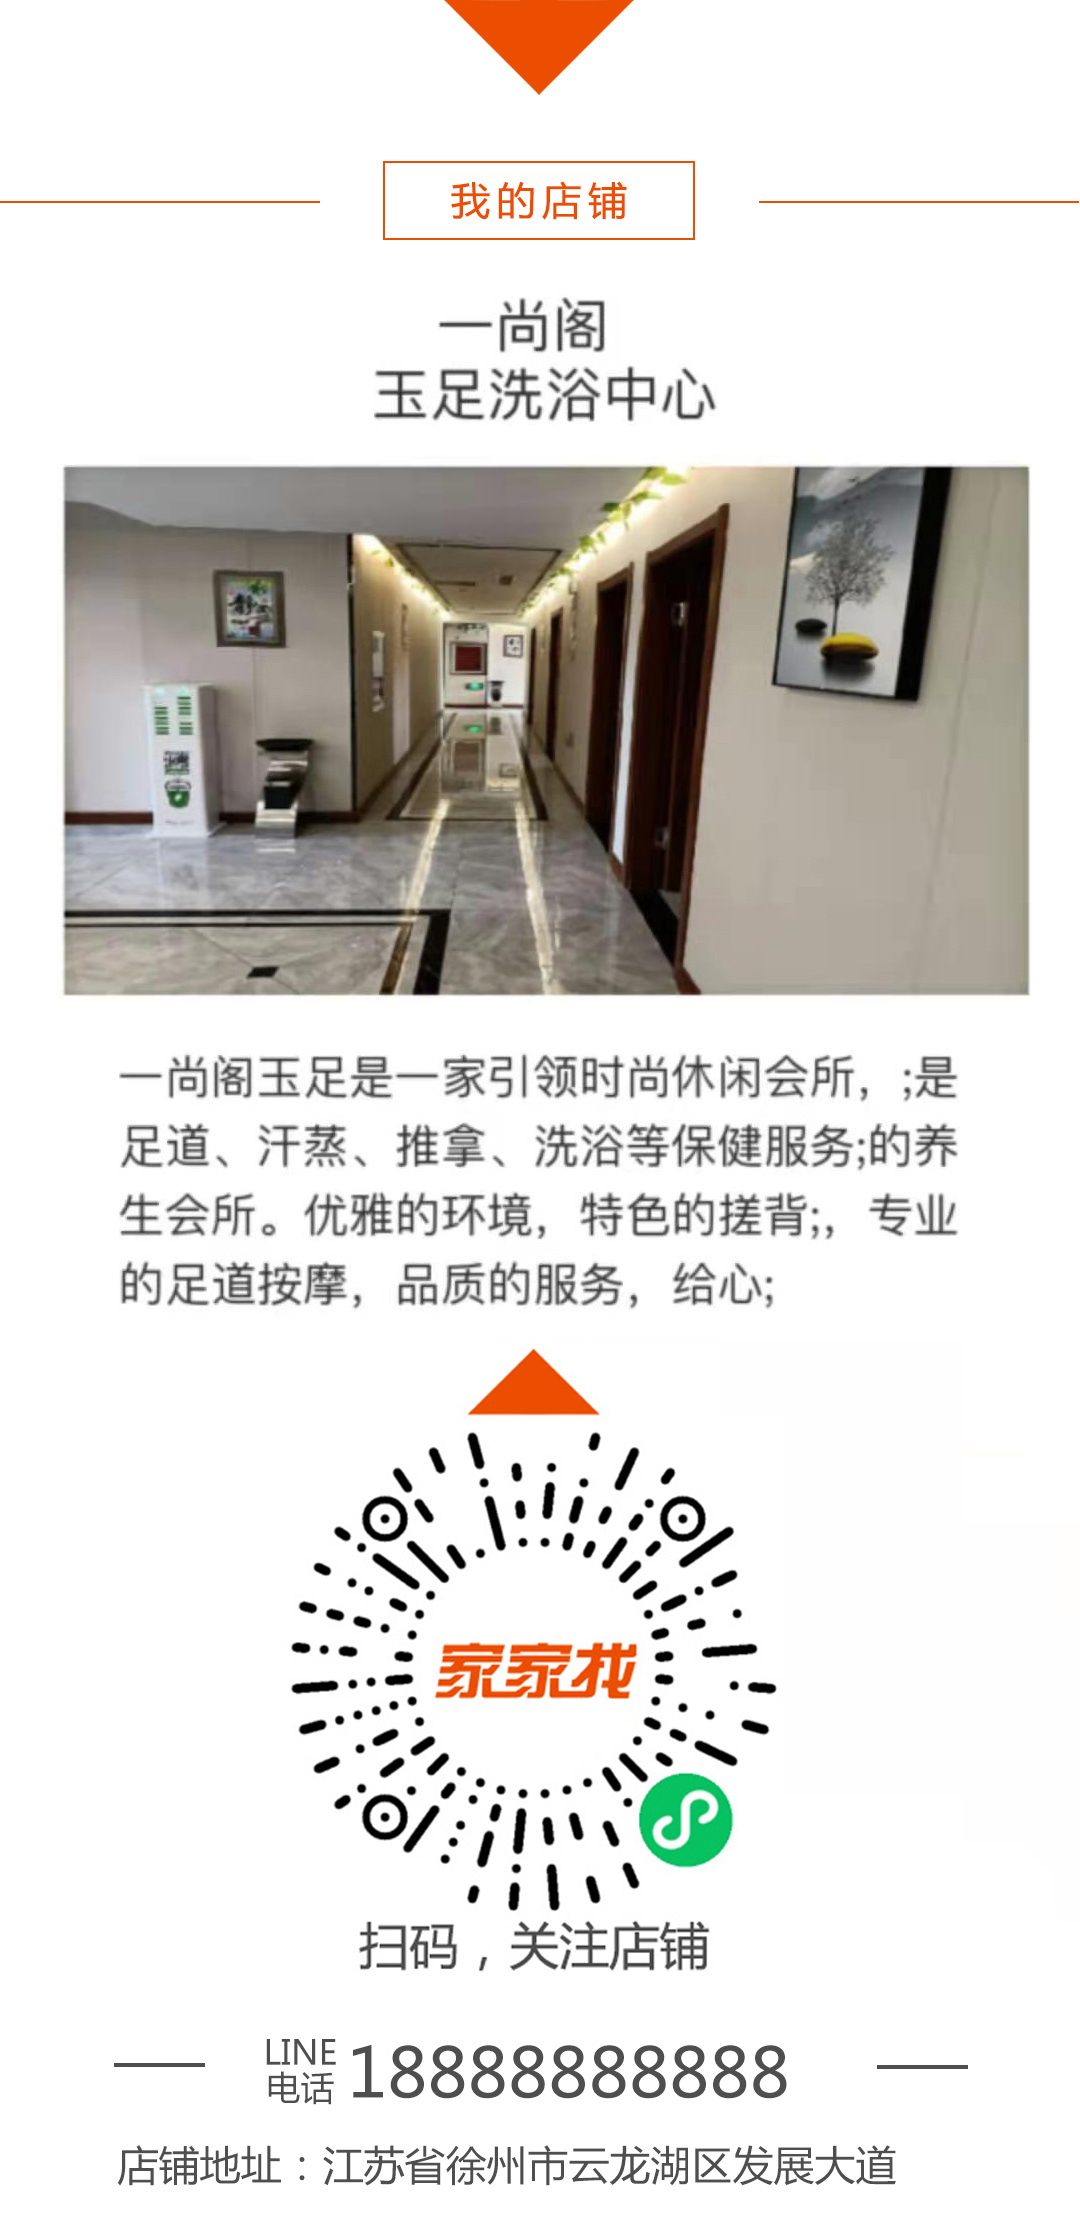 我的店铺
一尚阁
玉足洗浴中心
一尚阁玉足是一家引领时尚休闲会所，;是
足道、汗蒸、推拿、洗浴等保健服务;的养
生会所。优雅的环境，特色的搓背;，专业
的足道按摩，品质的服务，给心;
家家找
扫码，关注店铺
LINE
电话 18888888888
店铺地址：江苏省徐州市云龙湖区发展大道